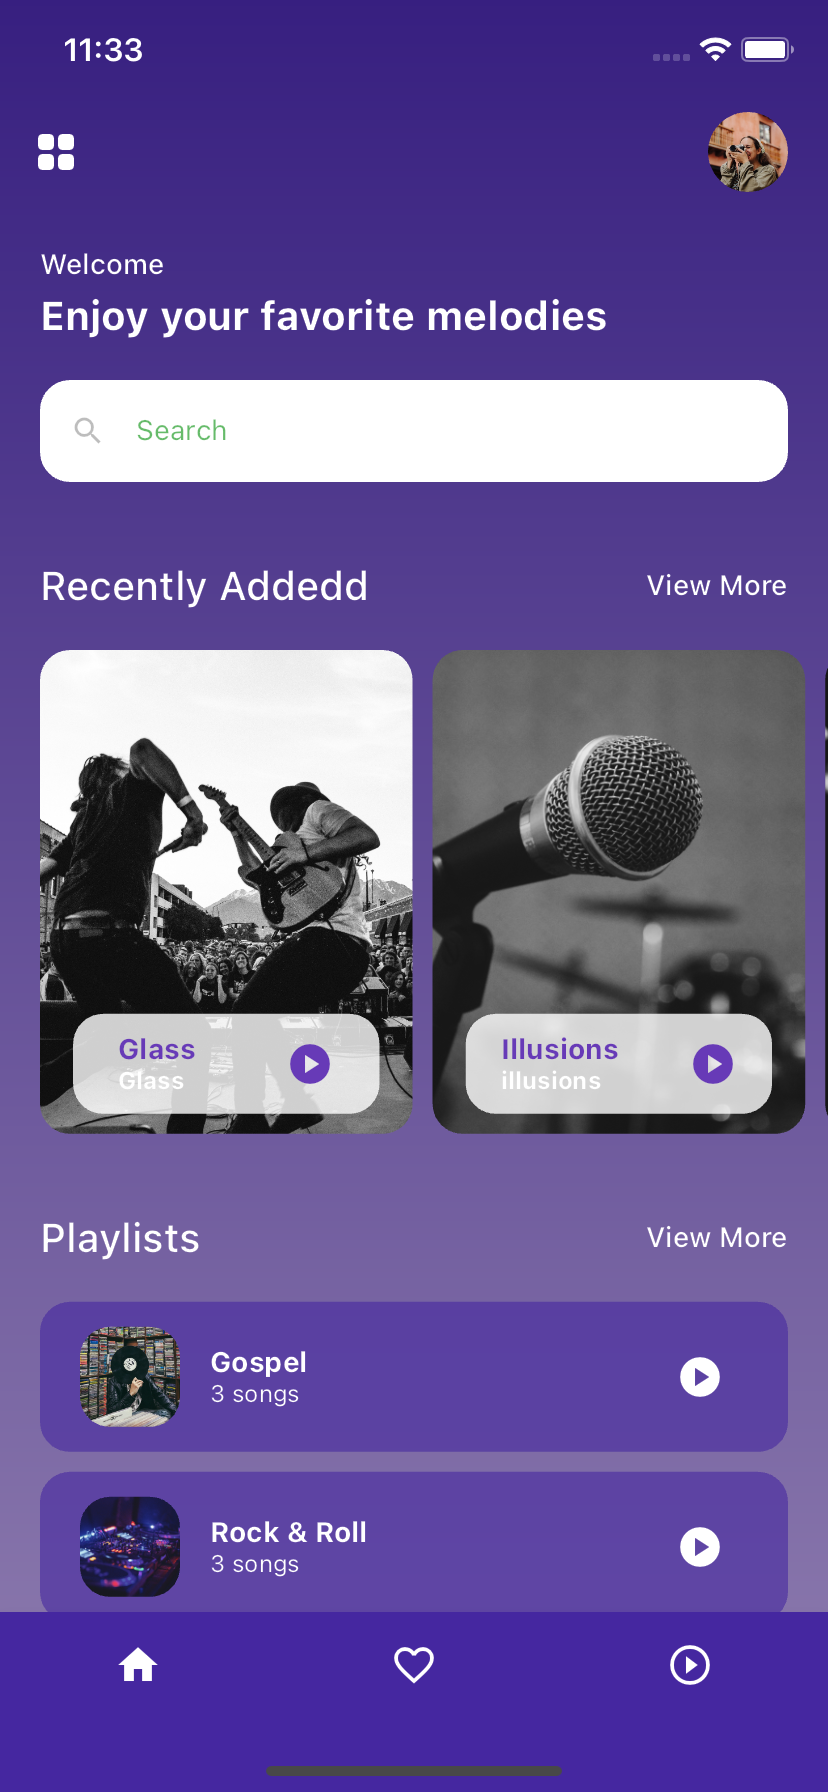 11:33
Welcome
Enjoy your favorite melodies
Search
Recently Addedd
View More
Glass
Glass
Illusions
illusions
Playlists
View More
Gospel
3 songs
Rock & Roll
3 songs